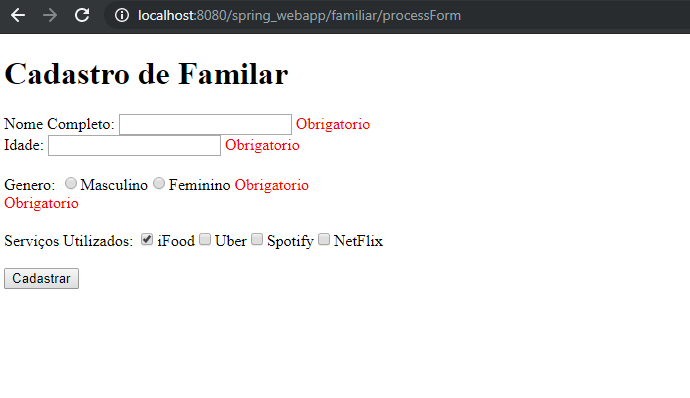 localhost:8080/spring_webapp/familiar/processForm
Cadastro de Familar
Nome Completo: Obrigatorio
Idade: Obrigatorio
Genero: Masculino Feminino Obrigatorio
Obrigatorio
Serviços Utilizados: iFood Uber Spotify NetFlix
Cadastrar